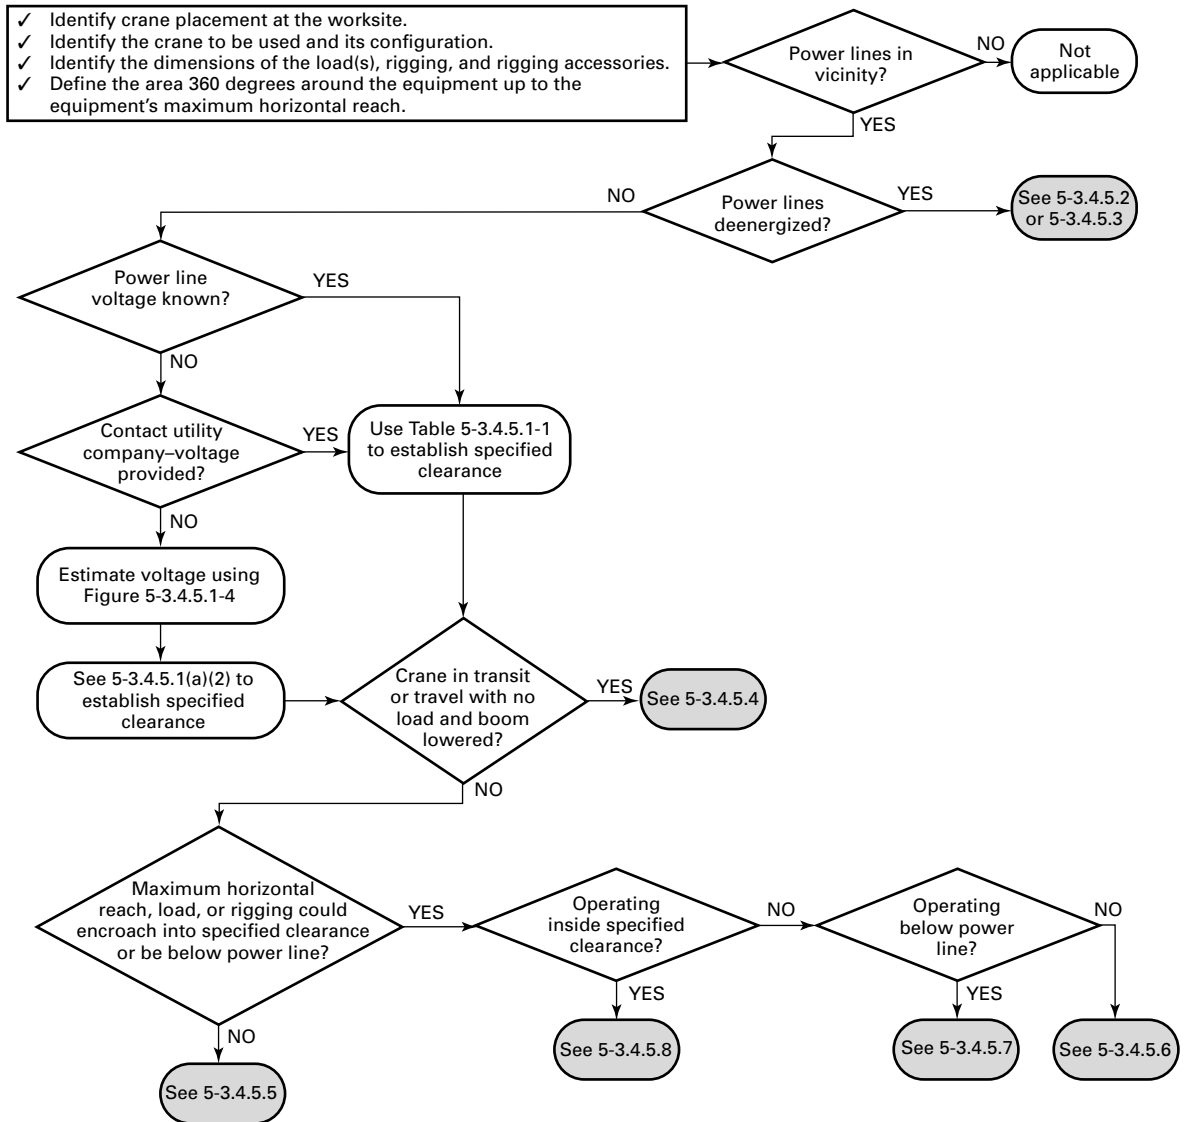 ✓ Identify crane placement at the worksite.
✓ Identify the crane to be used and its configuration.
✓ Identify the dimensions of the load(s), rigging, and rigging accessories.
✓ Define the area 360 degrees around the equipment up to the
equipment’s maximum horizontal reach.
Power lines in
vicinity?
NO
Not
applicable
YES
Power lines
deenergized?
YES
See 5-3.4.5.2
or 5-3.4.5.3
NO
Power line
voltage known?
YES
NO
Contact utility
company–voltage
provided?
YES
Use Table 5-3.4.5.1-1
to establish specified
clearance
NO
Estimate voltage using
Figure 5-3.4.5.1-4
See 5-3.4.5.1(a)(2) to
establish specified
clearance
Crane in transit
or travel with no
load and boom
lowered?
YES
See 5-3.4.5.4
NO
Maximum horizontal
reach, load, or rigging could
encroach into specified clearance
or be below power line?
YES
Operating
inside specified
clearance?
NO
Operating
below power
line?
NO
NO
See 5-3.4.5.5
YES
See 5-3.4.5.8
YES
See 5-3.4.5.7
See 5-3.4.5.6